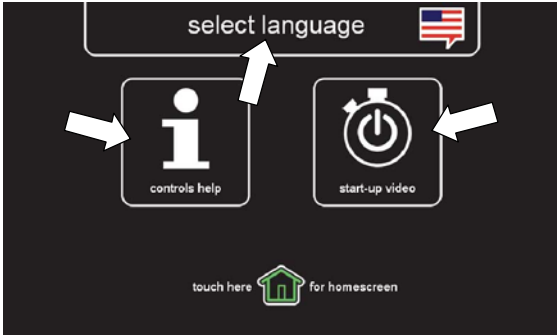 select language
controls help
start-up video
touch here for homescreen